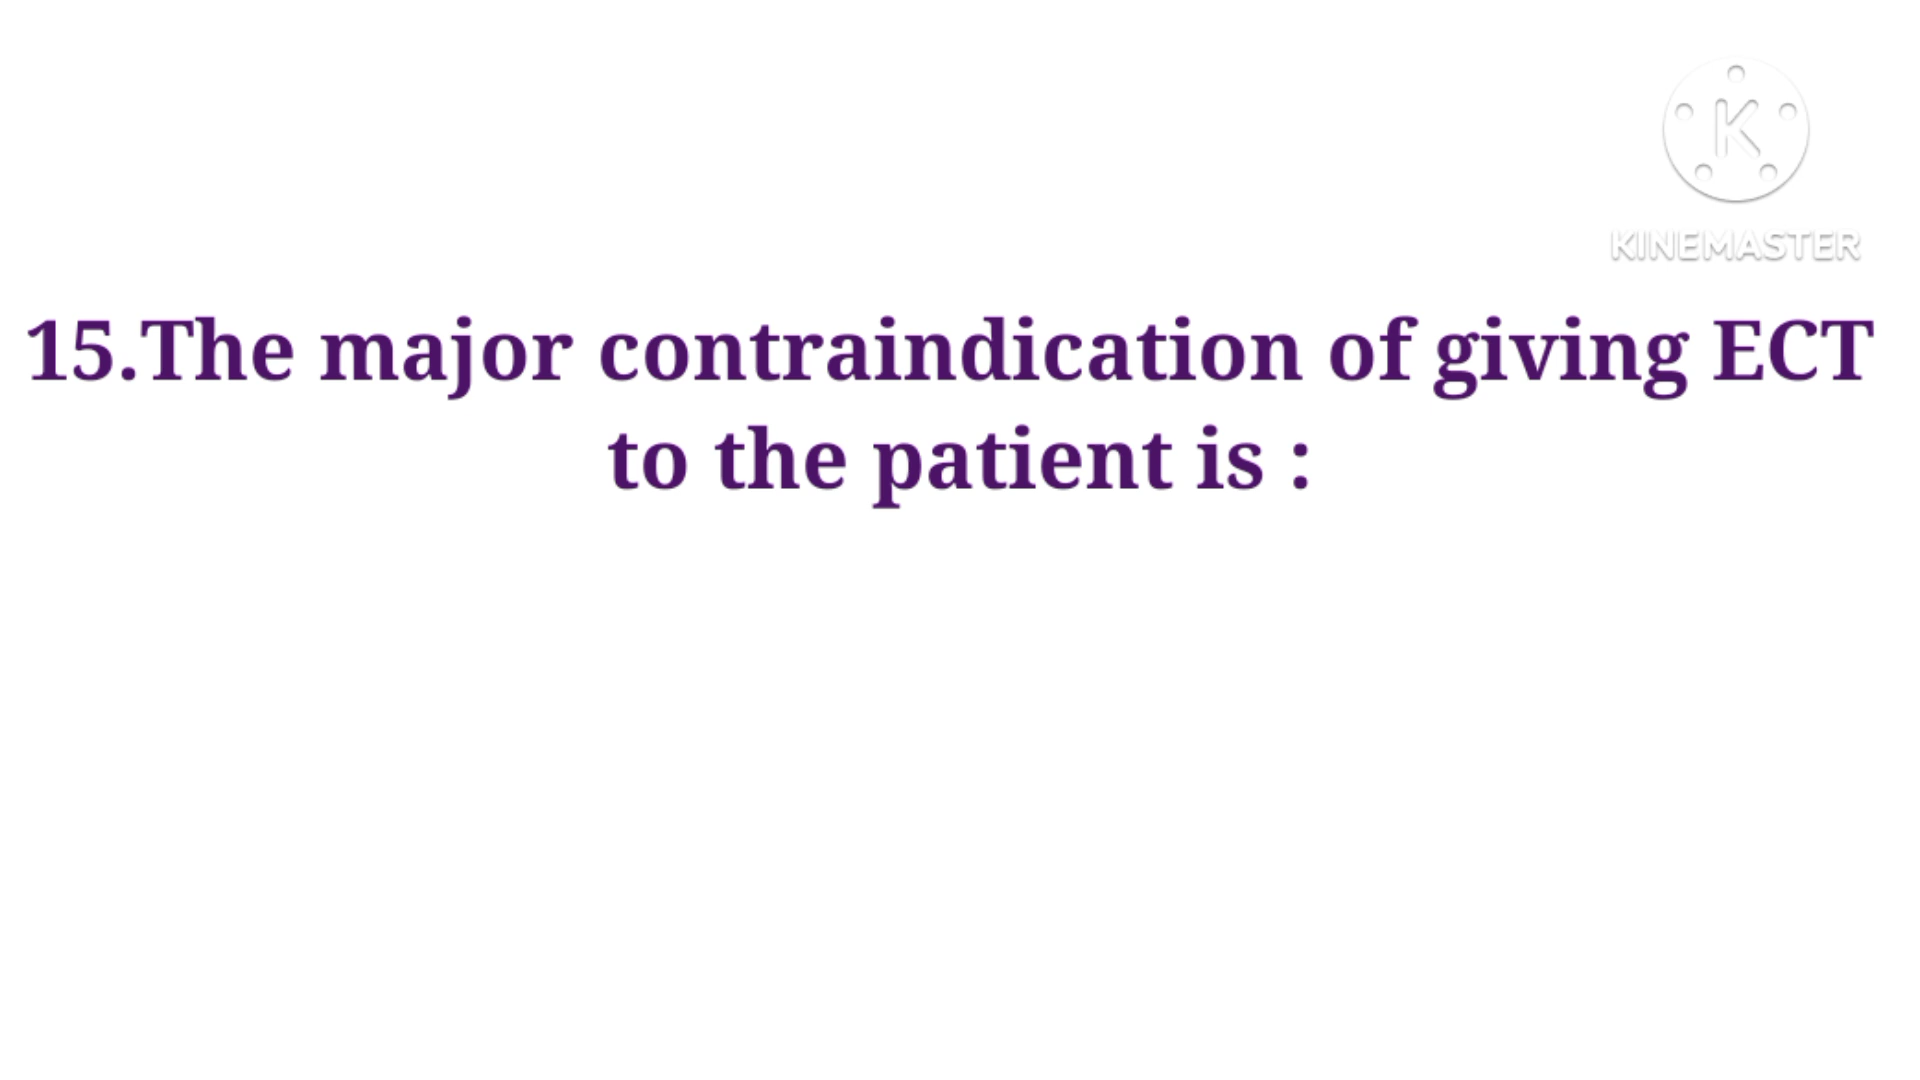 K
KINEMASTER
15.The major contraindication of giving ECT
to the patient is :